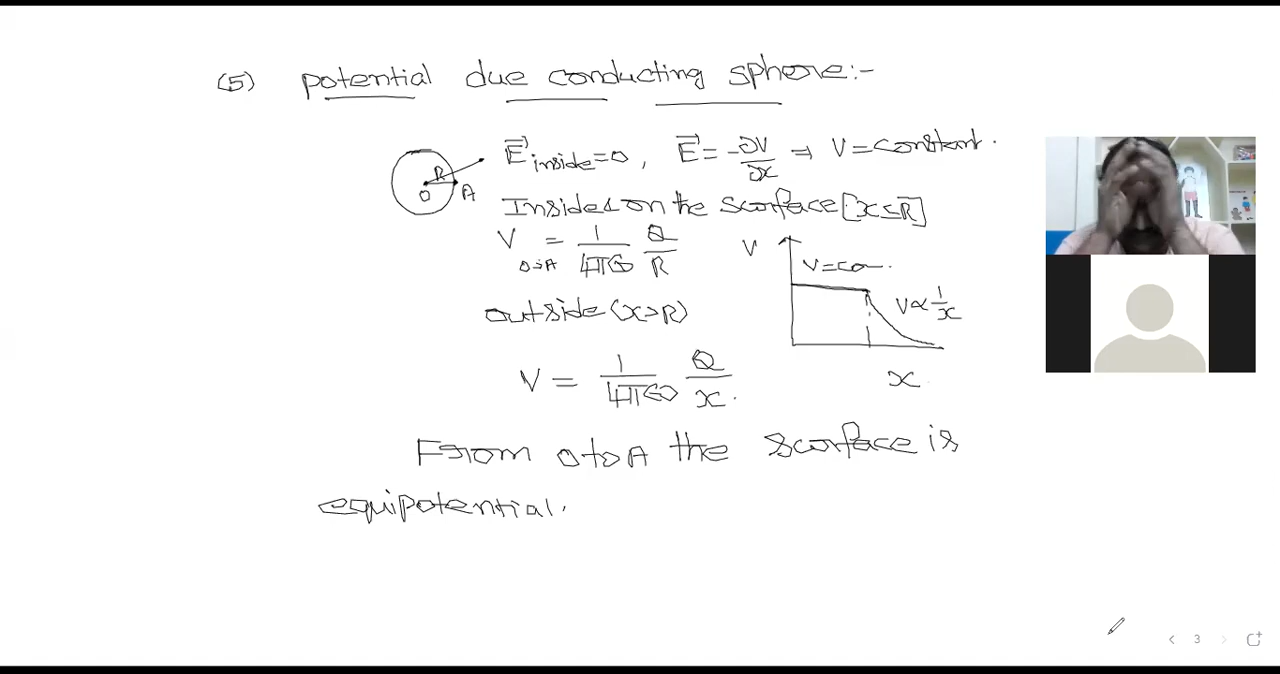 (5) potential due conducting sphere:-
E⃗ inside=0, E⃗ = -∂V/∂x ⇒ V=constant.
R
O
A
Inside & on the surface [x≤R]
V O→A = 1/4πε0 Q/R
V
V=con.
V∝1/x
x
outside (x>R)
V = 1/4πε0 Q/x.
From O to A the surface is
equipotential.
3